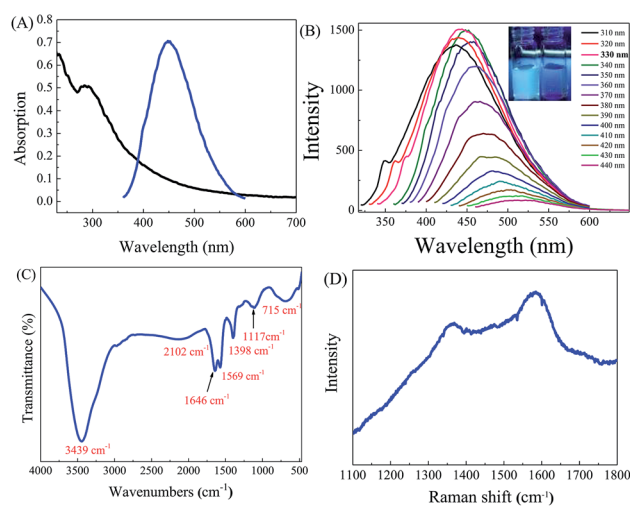 (A)
0.8
0.7
0.6
0.5
0.4
0.3
0.2
0.1
0.0
Absorption
300 400 500 600 700
Wavelength (nm)
(B)
1500
1000
500
0
Intensity
350 400 450 500 550 600 650
Wavelength (nm)
310 nm
320 nm
330 nm
340 nm
350 nm
360 nm
370 nm
380 nm
390 nm
400 nm
410 nm
420 nm
430 nm
440 nm
(C)
Transmittance (%)
715 cm-1
1117cm-1
2102 cm-1
1398 cm-1
1569 cm-1
1646 cm-1
3439 cm-1
4000 3500 3000 2500 2000 1500 1000 500
Wavenumbers (cm-1)
(D)
Intensity
1100 1200 1300 1400 1500 1600 1700 1800
Raman shift (cm-1)